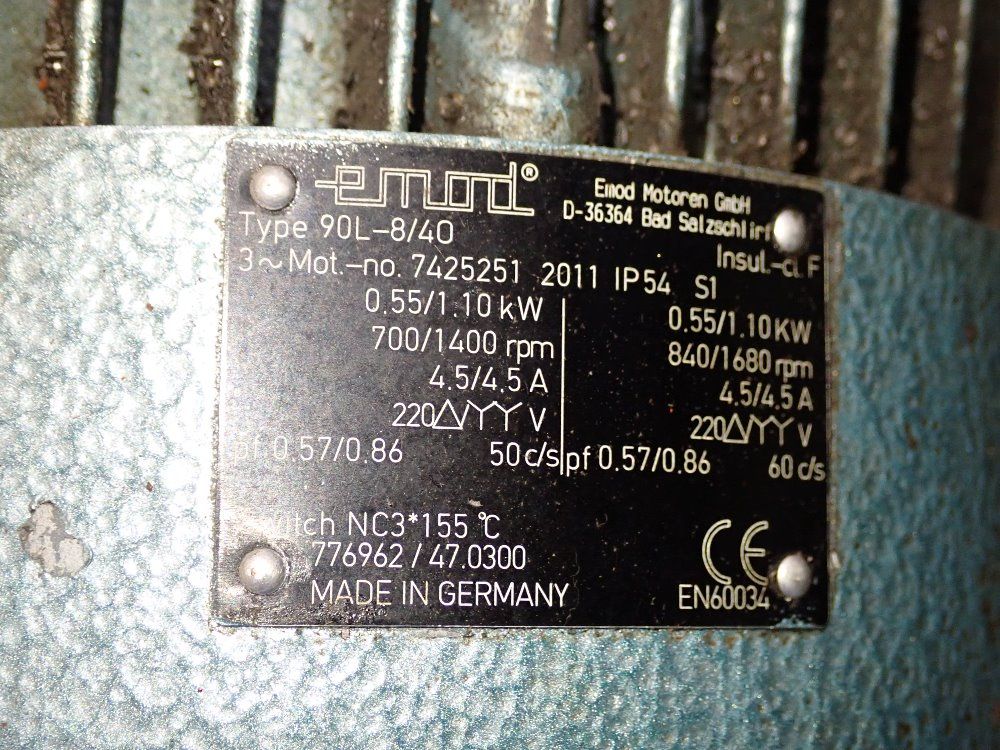 emod®
Emod Motoren GmbH
D-36364 Bad Salzschlirf
Type 90L-8/40
Insul.-cl. F
3~Mot.-no. 7425251 2011 IP54 S1
0.55/1.10 kW
700/1400 rpm
4.5/4.5 A
220△/YY V
pf 0.57/0.86 50 c/s
0.55/1.10 KW
840/1680 rpm
4.5/4.5 A
220△/YY V
pf 0.57/0.86 60 c/s
switch NC3*155 °C
776962 / 47.0300
MADE IN GERMANY
CE
EN60034